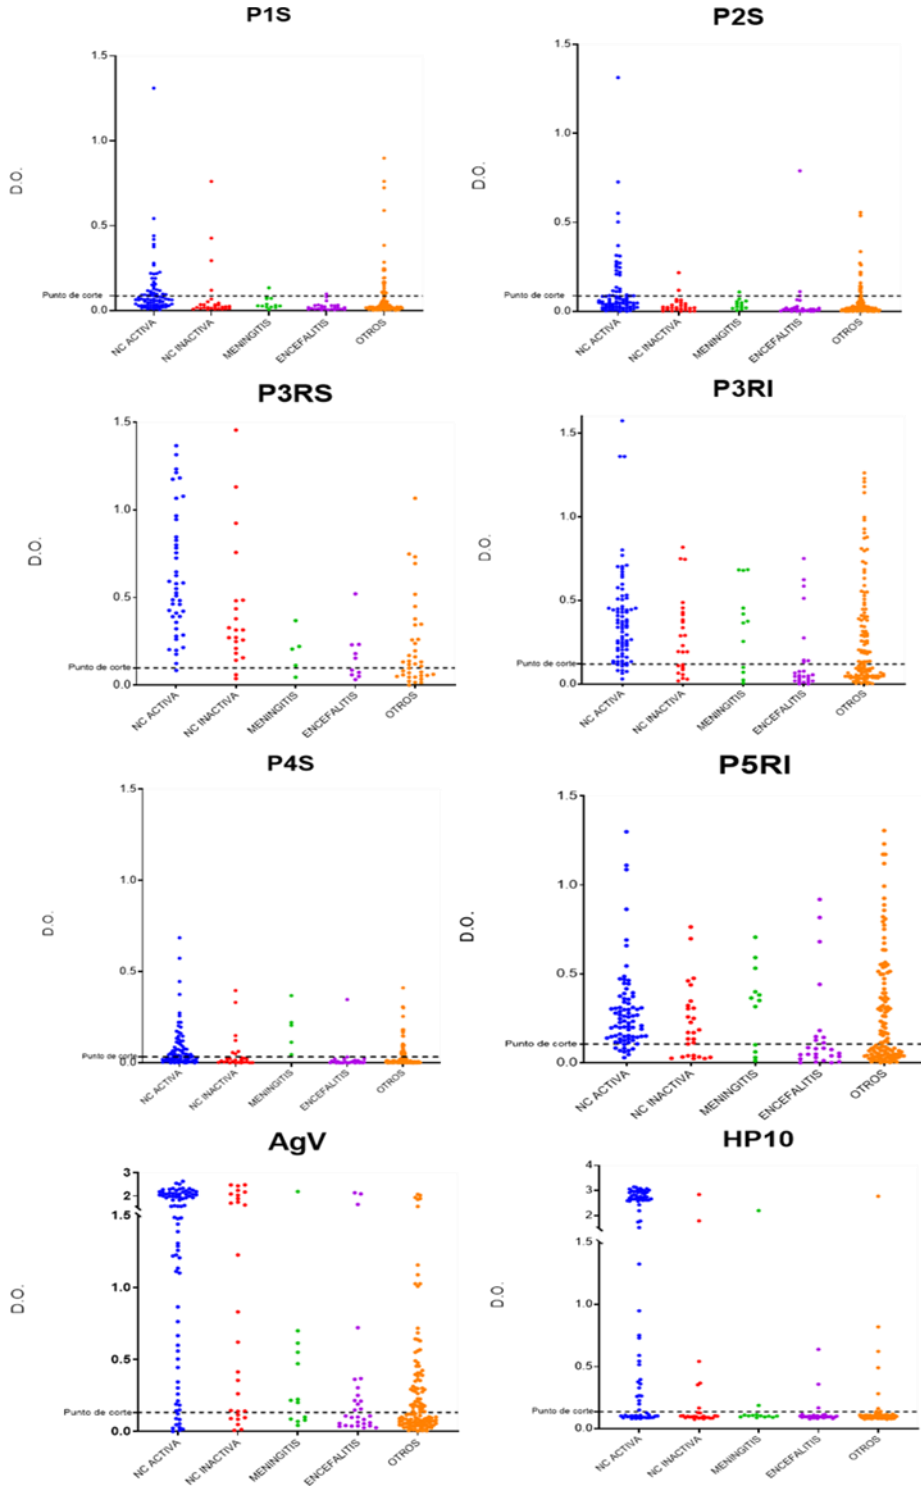 P1S
1.5
1.0
0.5
0.0
D.O.
Punto de corte
NC ACTIVA
NC INACTIVA
MENINGITIS
ENCEFALITIS
OTROS
P2S
1.5
1.0
0.5
0.0
D.O.
Punto de corte
NC ACTIVA
NC INACTIVA
MENINGITIS
ENCEFALITIS
OTROS
P3RS
1.5
1.0
0.5
0.0
D.O.
Punto de corte
NC ACTIVA
NC INACTIVA
MENINGITIS
ENCEFALITIS
OTROS
P3RI
1.5
1.0
0.5
0.0
D.O.
Punto de corte
NC ACTIVA
NC INACTIVA
MENINGITIS
ENCEFALITIS
OTROS
P4S
1.5
1.0
0.5
0.0
D.O.
Punto de corte
NC ACTIVA
NC INACTIVA
MENINGITIS
ENCEFALITIS
OTROS
P5RI
1.5
1.0
0.5
0.0
D.O.
Punto de corte
NC ACTIVA
NC INACTIVA
MENINGITIS
ENCEFALITIS
OTROS
AgV
3
2
1.5
1.0
0.5
0.0
D.O.
Punto de corte
NC ACTIVA
NC INACTIVA
MENINGITIS
ENCEFALITIS
OTROS
HP10
4
3
2
1.5
1.0
0.5
0.0
D.O.
Punto de corte
NC ACTIVA
NC INACTIVA
MENINGITIS
ENCEFALITIS
OTROS